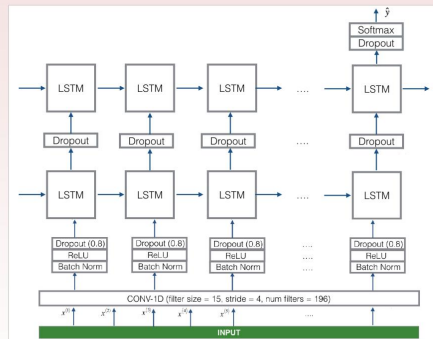 ŷ
Softmax
Dropout
LSTM LSTM LSTM .... LSTM
Dropout Dropout Dropout .... Dropout
LSTM LSTM LSTM .... LSTM
Dropout (0.8) Dropout (0.8) Dropout (0.8) .... Dropout (0.8)
ReLU ReLU ReLU .... ReLU
Batch Norm Batch Norm Batch Norm .... Batch Norm
CONV-1D (filter size = 15, stride = 4, num filters = 196)
x⁽¹⁾ x⁽²⁾ x⁽³⁾ x⁽⁴⁾ x⁽⁵⁾ ....
INPUT